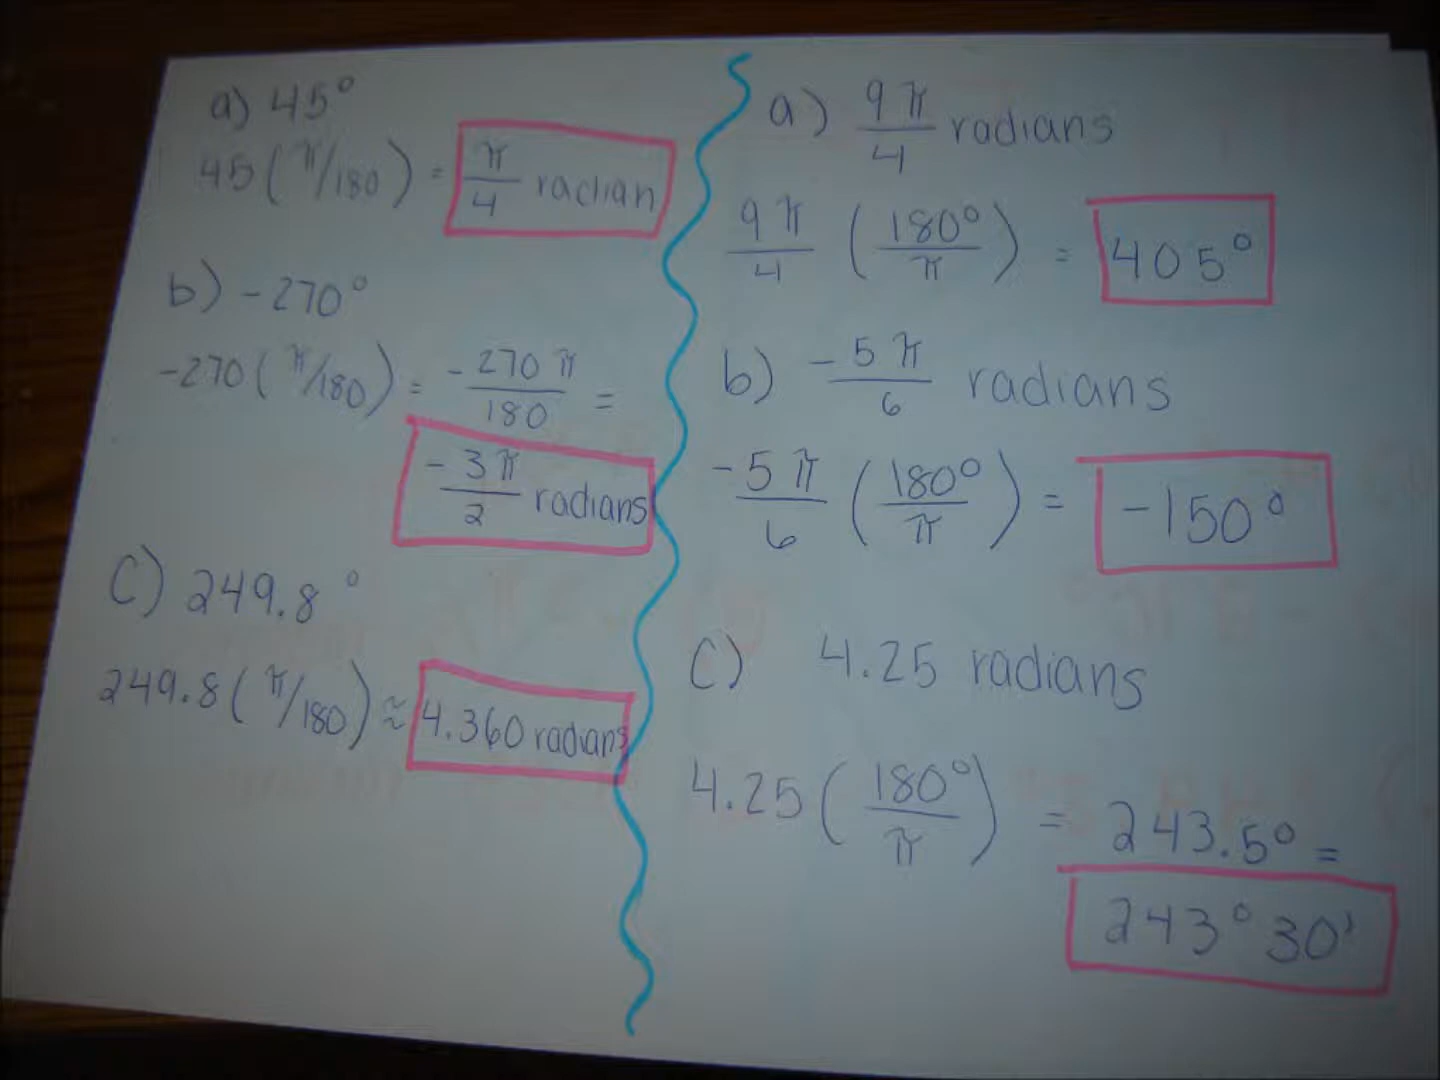 a) 45°
45(π/180) = π/4 radian
b) -270°
-270(π/180) = -270π/180 =
-3π/2 radians
C) 249.8°
249.8(π/180) ≈ 4.360 radians
a) 9π/4 radians
9π/4 (180°/π) = 405°
b) -5π/6 radians
-5π/6 (180°/π) = -150°
C) 4.25 radians
4.25(180°/π) = 243.5° =
243° 30'